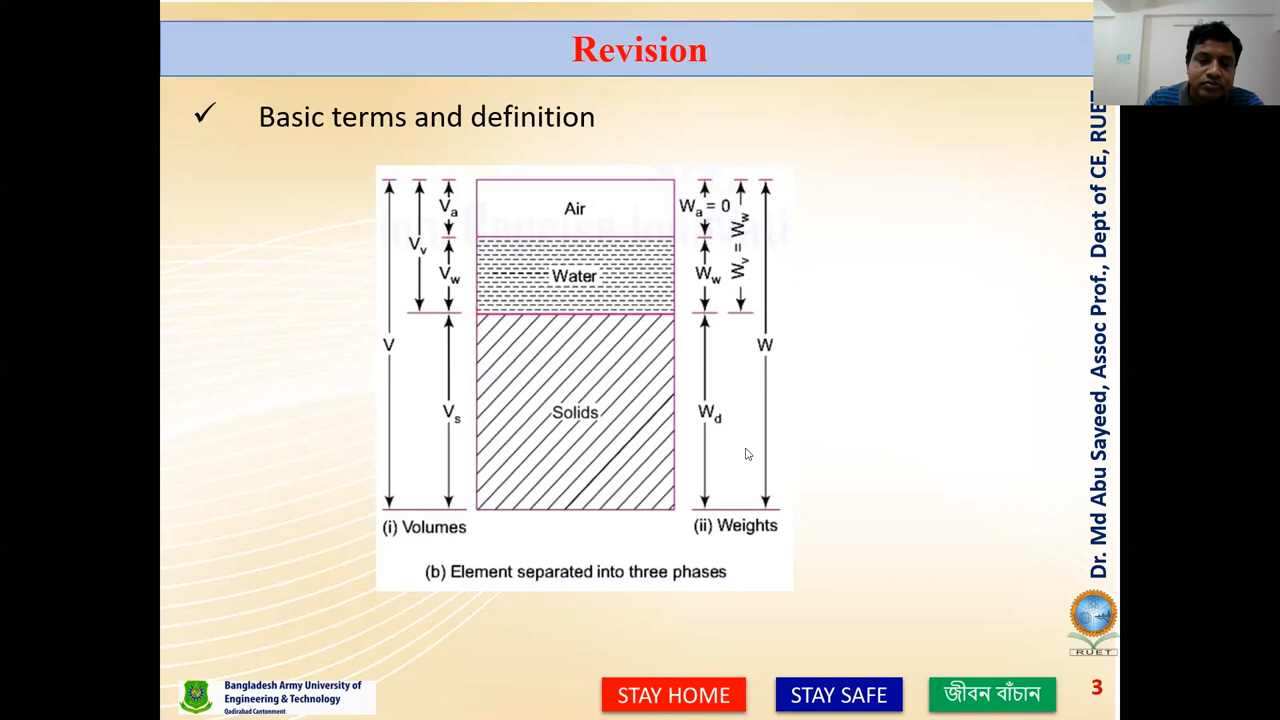 Revision
✓ Basic terms and definition
V
Vv
Va
Vw
Vs
Air
Water
Solids
Wa = 0
Ww
Wv = Ww
Wd
W
(i) Volumes
(ii) Weights
(b) Element separated into three phases
Dr. Md Abu Sayeed, Assoc Prof., Dept of CE, RUET
RUET
Bangladesh Army University of
Engineering & Technology
Qadirabad Cantonment
STAY HOME
STAY SAFE
জীবন বাঁচান
3